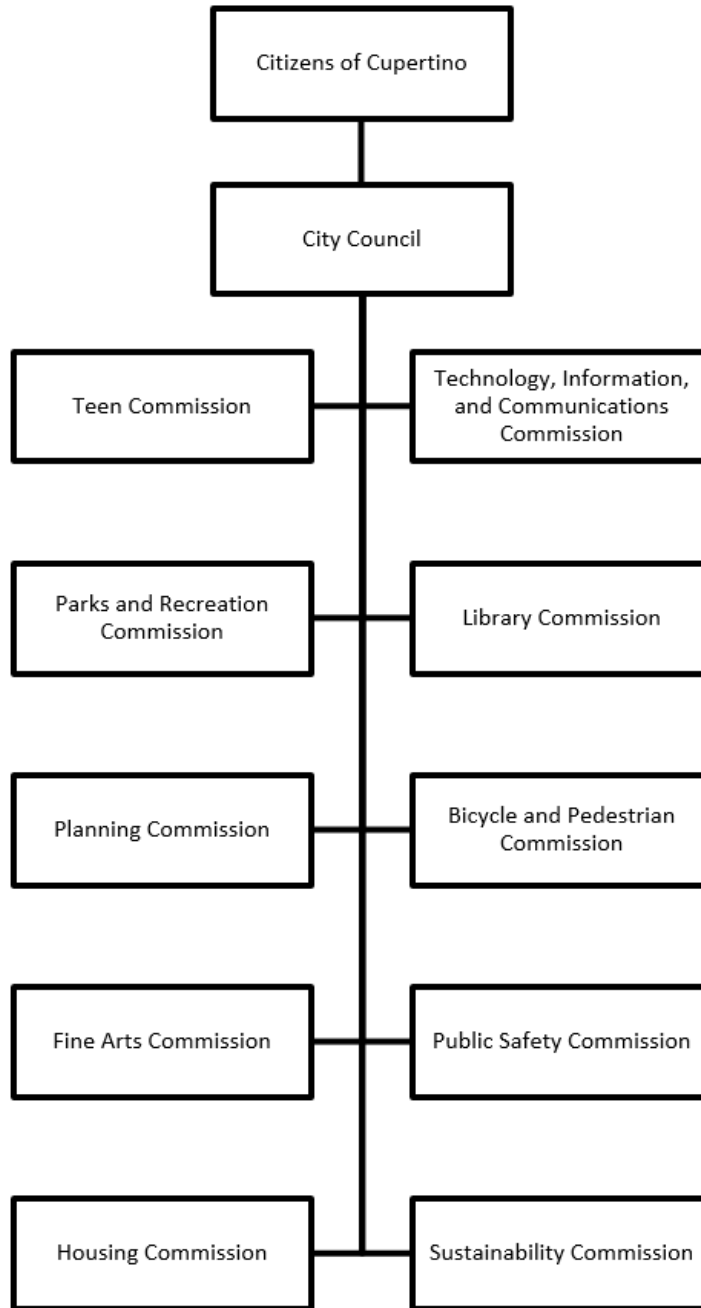 Citizens of Cupertino
City Council
Teen Commission
Technology, Information,
and Communications
Commission
Parks and Recreation
Commission
Library Commission
Planning Commission
Bicycle and Pedestrian
Commission
Fine Arts Commission
Public Safety Commission
Housing Commission
Sustainability Commission